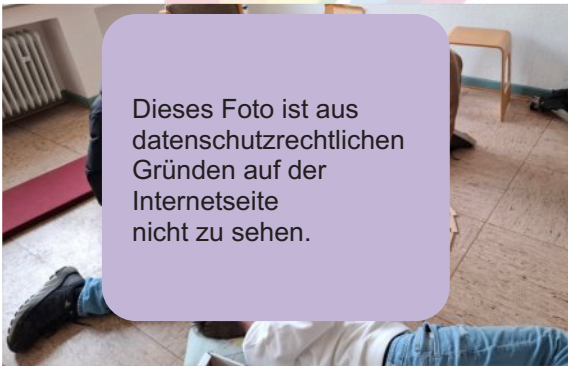 Dieses Foto ist aus
datenschutzrechtlichen
Gründen auf der
Internetseite
nicht zu sehen.